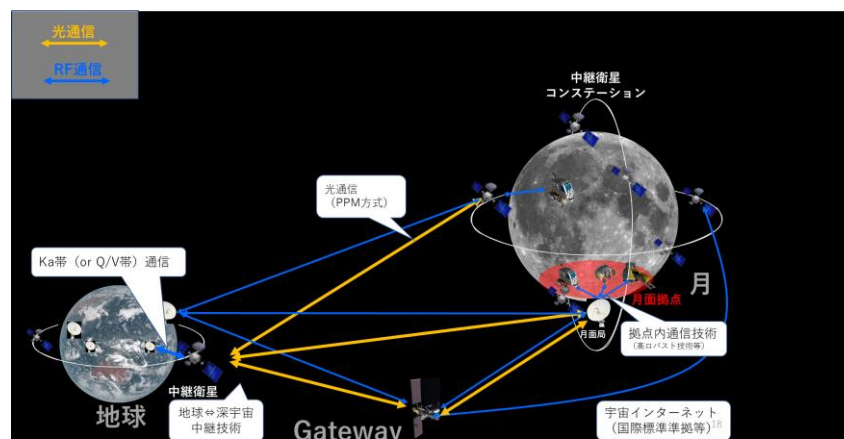 光通信
RF通信
中継衛星
コンステーション
光通信
（PPM方式）
Ka帯（or Q/V帯）通信
月面拠点
月
月面局
拠点内通信技術
（高ロバスト技術等）
中継衛星
地球
地球⇔深宇宙
中継技術
Gateway
宇宙インターネット
（国際標準準拠等）
18